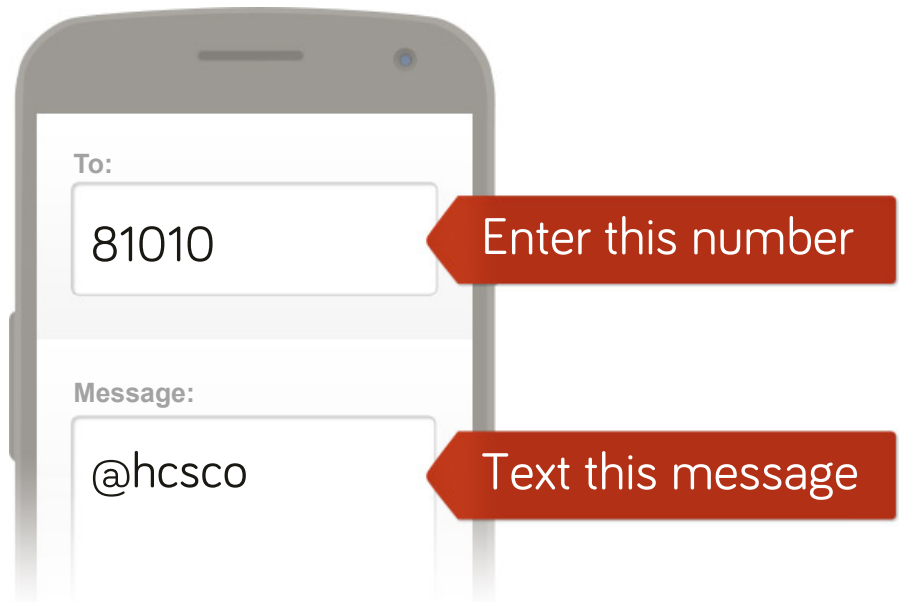 To:
81010
Enter this number
Message:
@hcsco
Text this message